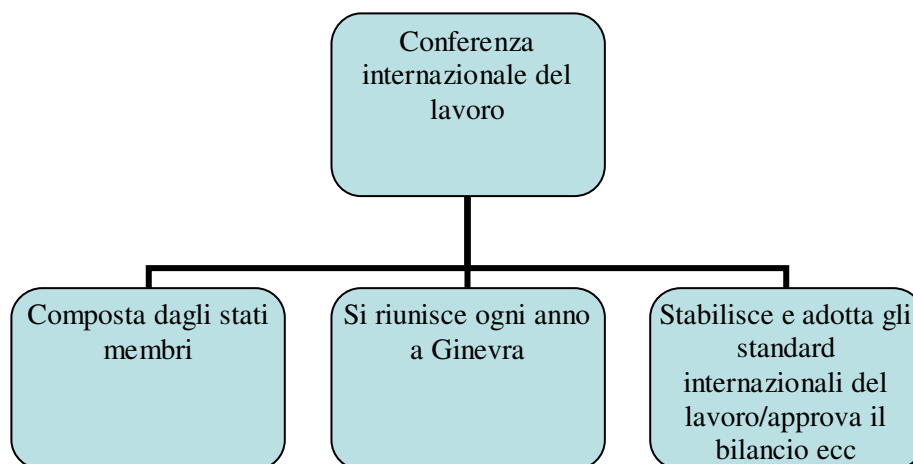 Conferenza
internazionale del
lavoro
Composta dagli stati
membri
Si riunisce ogni anno
a Ginevra
Stabilisce e adotta gli
standard
internazionali del
lavoro/approva il
bilancio ecc